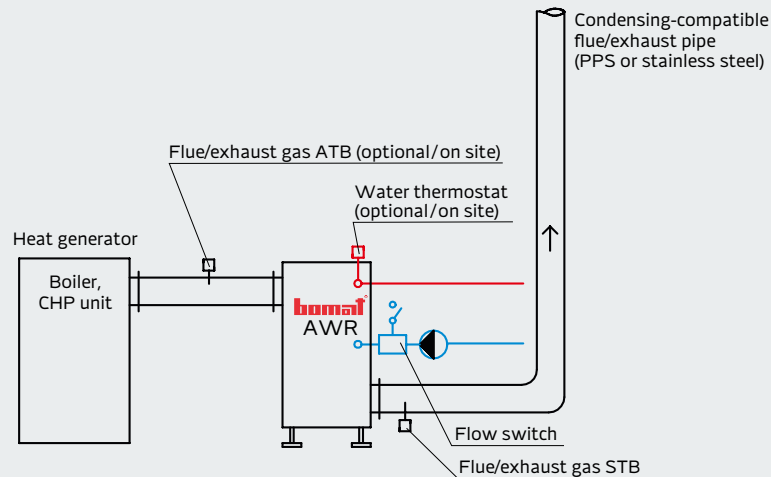 Condensing-compatible
flue/exhaust pipe
(PPS or stainless steel)
Flue/exhaust gas ATB (optional/on site)
Water thermostat
(optional/on site)
Heat generator
Boiler,
CHP unit
bomat
AWR
Flow switch
Flue/exhaust gas STB